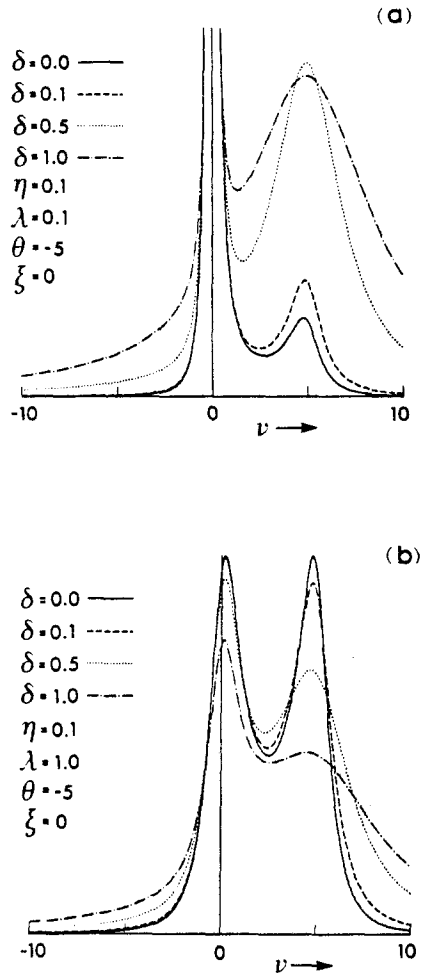 (a)
δ=0.0
δ=0.1
δ=0.5
δ=1.0
η=0.1
λ=0.1
θ=-5
ξ=0
-10 0 10
ν →
(b)
δ=0.0
δ=0.1
δ=0.5
δ=1.0
η=0.1
λ=1.0
θ=-5
ξ=0
-10 0 10
ν →